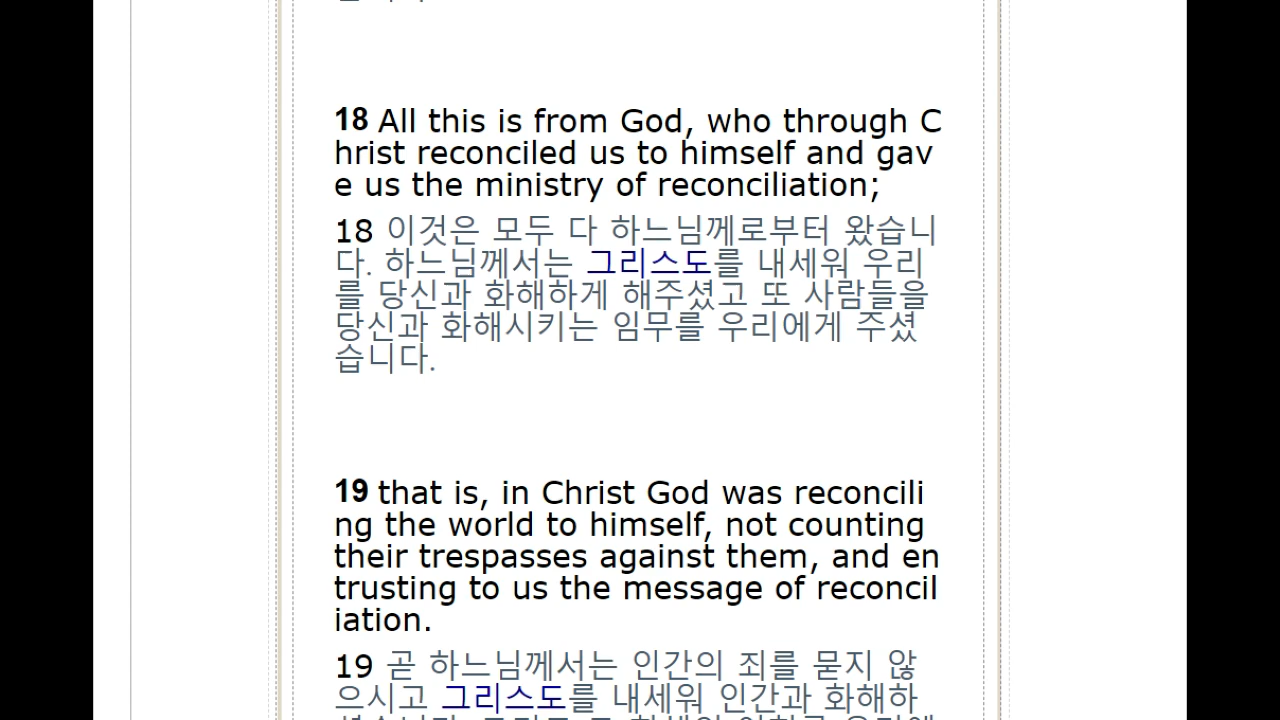 18 All this is from God, who through C
hrist reconciled us to himself and gav
e us the ministry of reconciliation;
18 이것은 모두 다 하느님께로부터 왔습니
다. 하느님께서는 그리스도를 내세워 우리
를 당신과 화해하게 해주셨고 또 사람들을
당신과 화해시키는 임무를 우리에게 주셨
습니다.
19 that is, in Christ God was reconcili
ng the world to himself, not counting
their trespasses against them, and en
trusting to us the message of reconcil
iation.
19 곧 하느님께서는 인간의 죄를 묻지 않
으시고 그리스도를 내세워 인간과 화해하